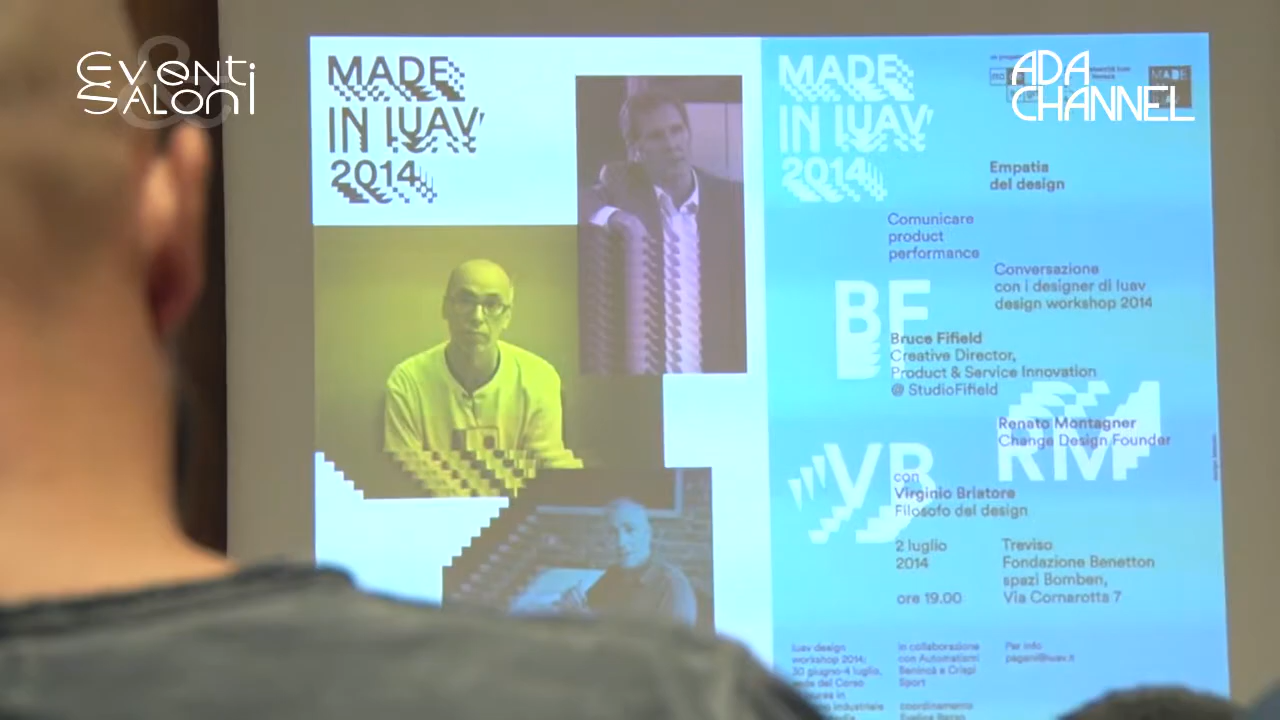 Eventi
&
Saloni
ADA
CHANNEL
MADE
IN IUAV
2014
MADE
IN IUAV
2014
Empatia
del design
Comunicare
product
performance
Conversazione
con i designer di Iuav
design workshop 2014
BF
Bruce Fifield
Creative Director,
Product & Service Innovation
@ StudioFifield
RM
Renato Montagner
Change Design Founder
VB
con
Virginio Briatore
Filosofo del design
2 luglio
2014
ore 19.00
Treviso
Fondazione Benetton
spazi Bomben,
Via Cornarotta 7
Iuav design
workshop 2014:
30 giugno-4 luglio,
sede del Corso
in collaborazione
con Automatismi
Benincà e Crispi
Sport
coordinamento
Per info
pagani@iuav.it